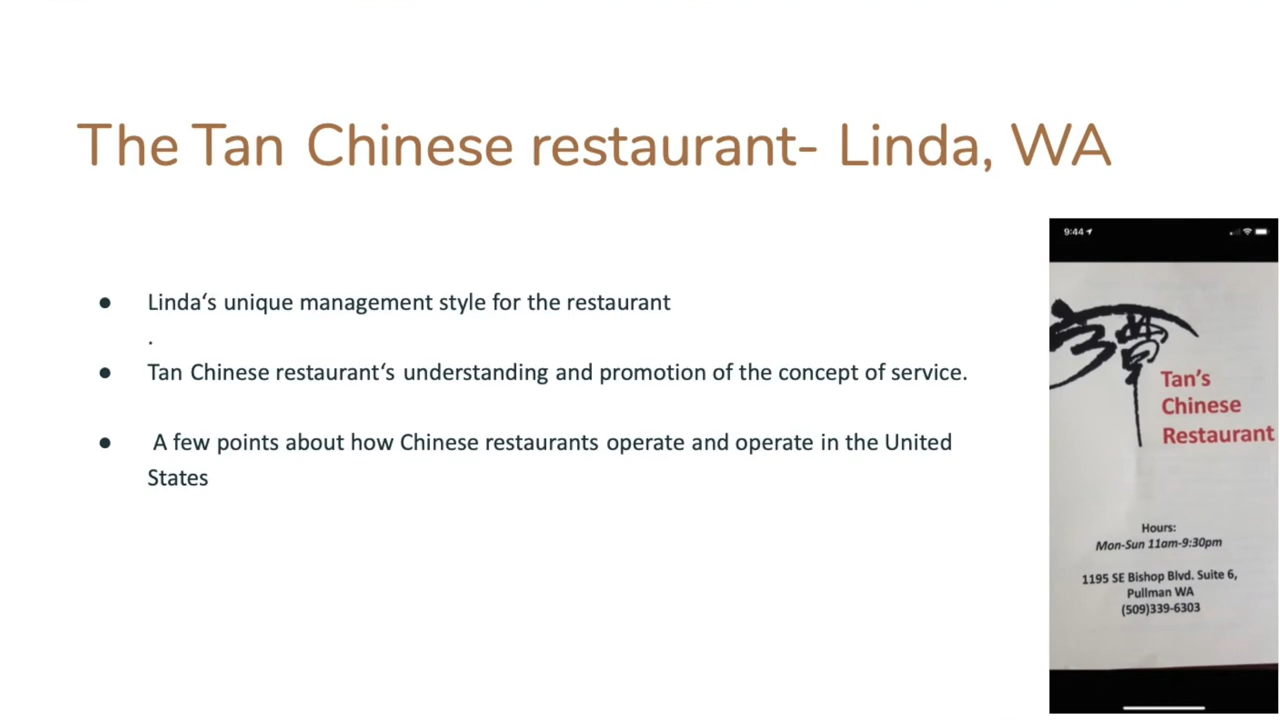 The Tan Chinese restaurant- Linda, WA
● Linda‘s unique management style for the restaurant
.
● Tan Chinese restaurant‘s understanding and promotion of the concept of service.
● A few points about how Chinese restaurants operate and operate in the United
States
9:44
譚
Tan's
Chinese
Restaurant
Hours:
Mon-Sun 11am-9:30pm
1195 SE Bishop Blvd. Suite 6,
Pullman WA
(509)339-6303